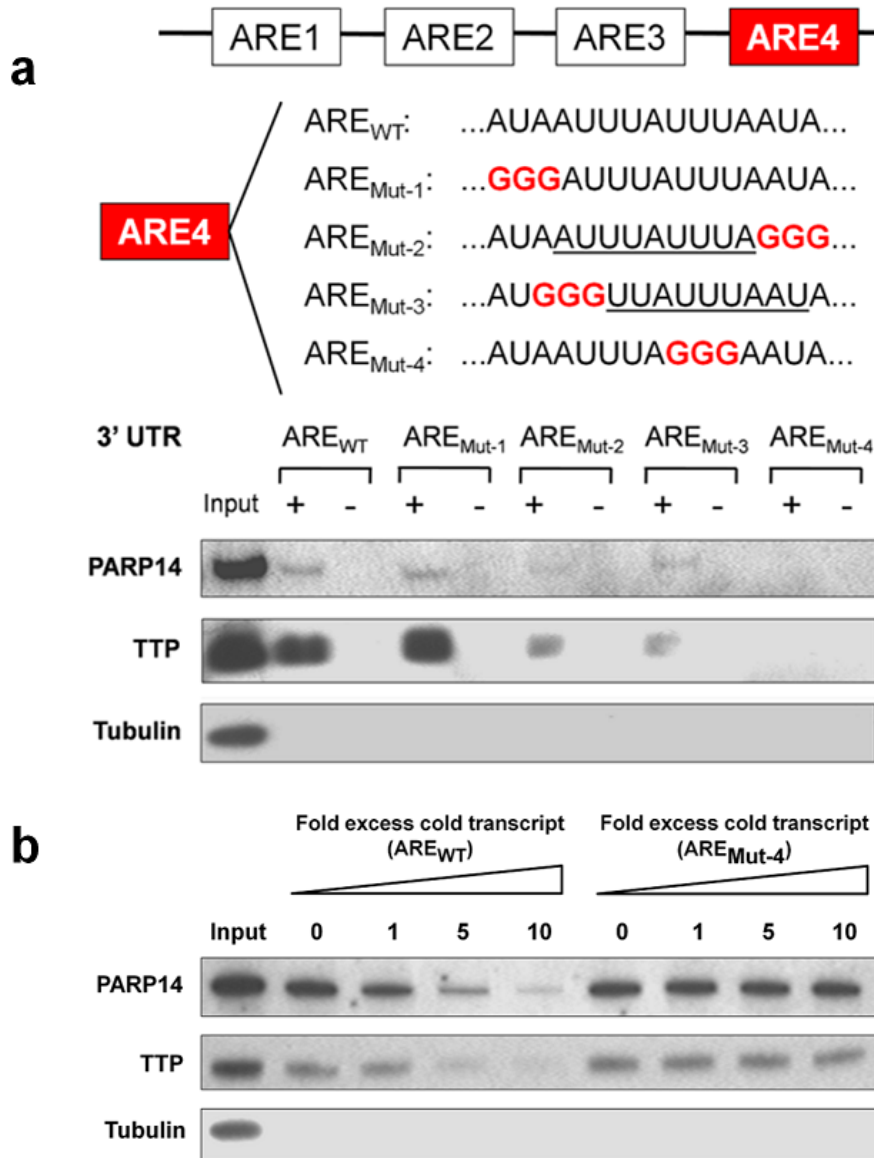 ARE1 ARE2 ARE3 ARE4
a
AREWT: ...AUAAUUUAUUUAAUA...
AREMut-1: ...GGGAUUUAUUUAAUA...
ARE4 AREMut-2: ...AUAAUUUAUUUAGGG...
AREMut-3: ...AUGGGUUAUUUAAUA...
AREMut-4: ...AUAAUUUAGGGAAUA...
3' UTR AREWT AREMut-1 AREMut-2 AREMut-3 AREMut-4
Input + - + - + - + - + -
PARP14
TTP
Tubulin
b
Fold excess cold transcript (AREWT) Fold excess cold transcript (AREMut-4)
Input 0 1 5 10 0 1 5 10
PARP14
TTP
Tubulin